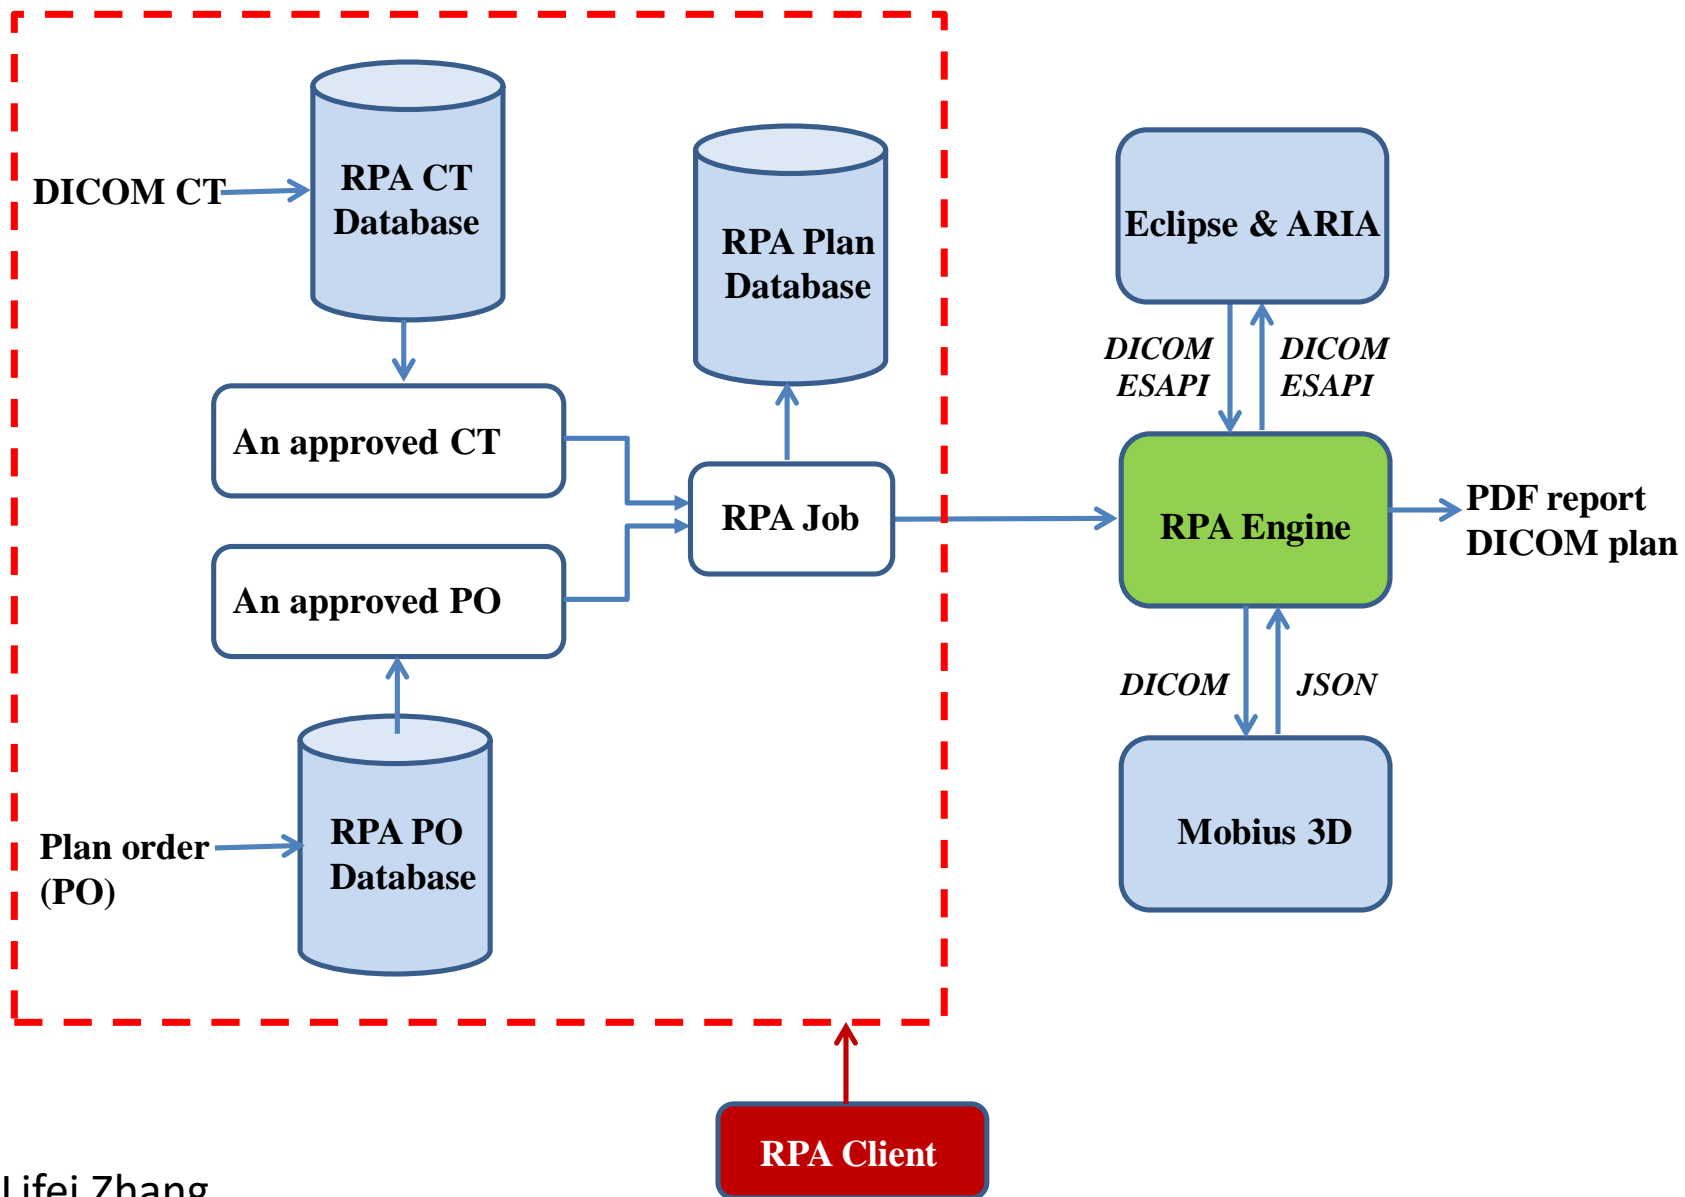 DICOM CT
RPA CT
Database
RPA Plan
Database
Eclipse & ARIA
DICOM
ESAPI
DICOM
ESAPI
An approved CT
An approved PO
RPA Job
RPA Engine
PDF report
DICOM plan
DICOM
JSON
Plan order
(PO)
RPA PO
Database
Mobius 3D
RPA Client
Lifei Zhang